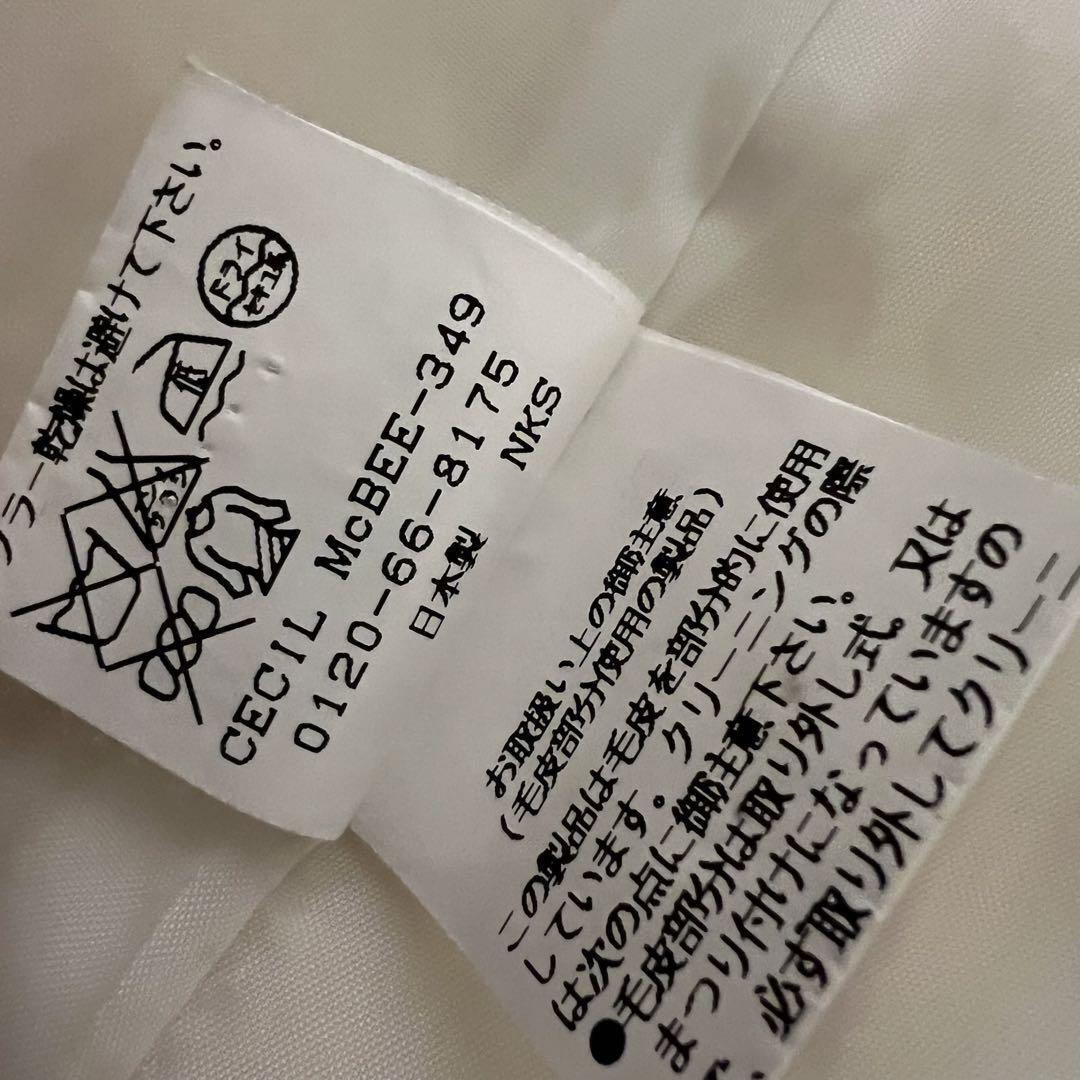 ラー乾燥は避けて下さい。
ドライ
セキユ系
低
CECIL McBEE-349
0120-66-8175
日本製 NKS
お取扱い上の御注意
(毛皮部分使用の製品)
この製品は毛皮を部分的に使用
しています。 クリーニングの際
は次の点に御注意下さい。
●毛皮部分は取り外し式。又は
まつり付けになっていますの
必ず取り外してクリーニ